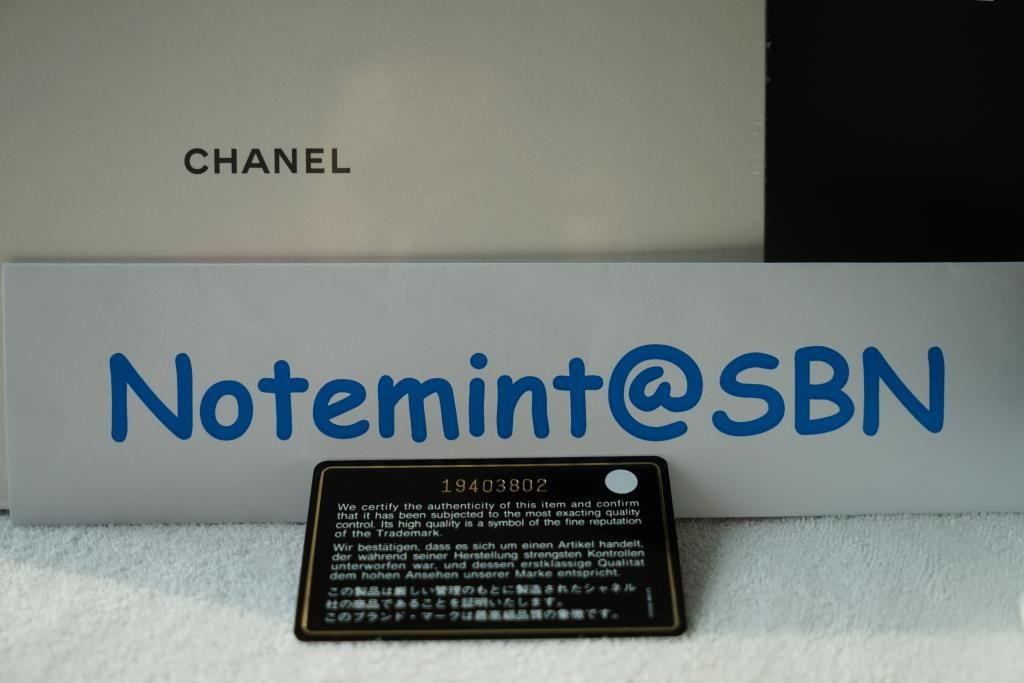 CHANEL
Notemint@SBN
19403802
We certify the authenticity of this item and confirm
that it has been subjected to the most exacting quality
control. Its high quality is a symbol of the fine reputation
of the Trademark.
Wir bestätigen, dass es sich um einen Artikel handelt,
der während seiner Herstellung strengsten Kontrollen
unterworfen war, und dessen erstklassige Qualität
dem hohen Ansehen unserer Marke entspricht.
この製品は厳しい管理のもとに製造されたシャネル
社の商品であることを証明いたします。
このブランド・マークは最高級品質の象徴です。